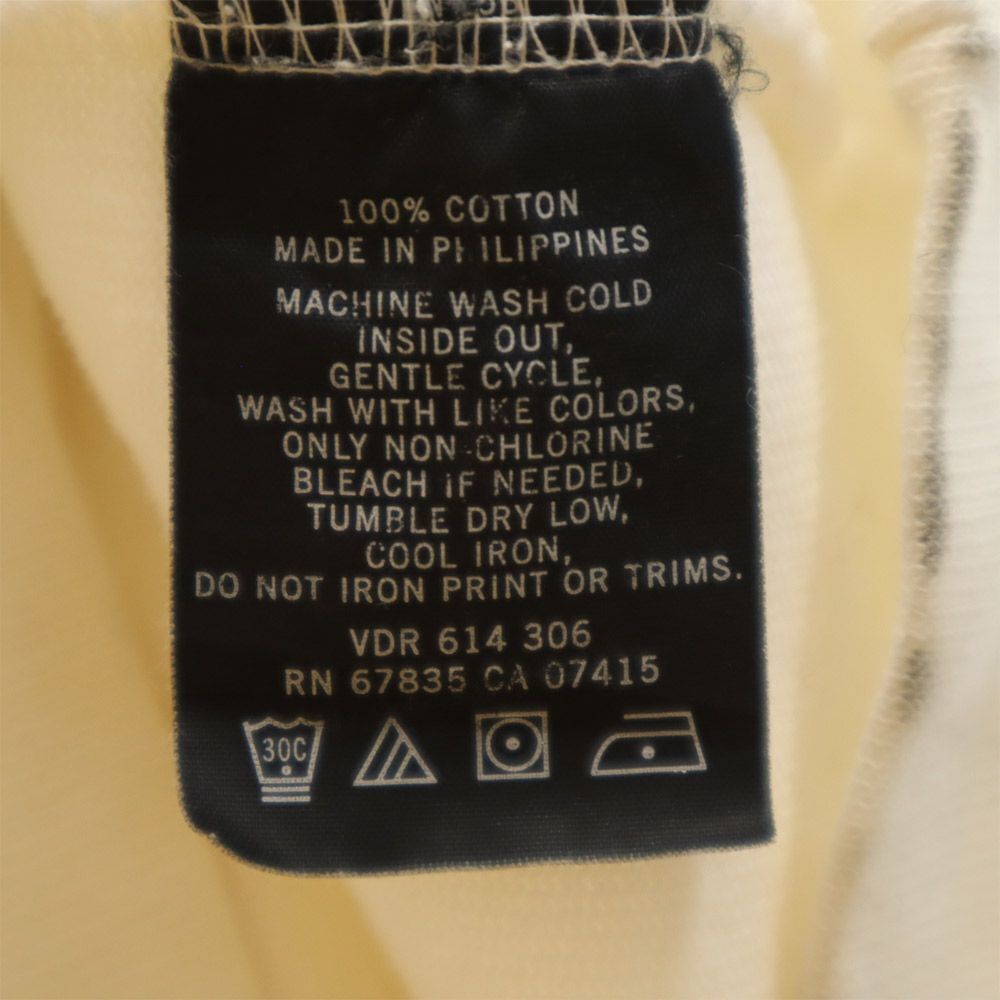 100% COTTON
MADE IN PHILIPPINES
MACHINE WASH COLD
INSIDE OUT,
GENTLE CYCLE,
WASH WITH LIKE COLORS,
ONLY NON-CHLORINE
BLEACH IF NEEDED,
TUMBLE DRY LOW,
COOL IRON,
DO NOT IRON PRINT OR TRIMS.
VDR 614 306
RN 67835 CA 07415
30C